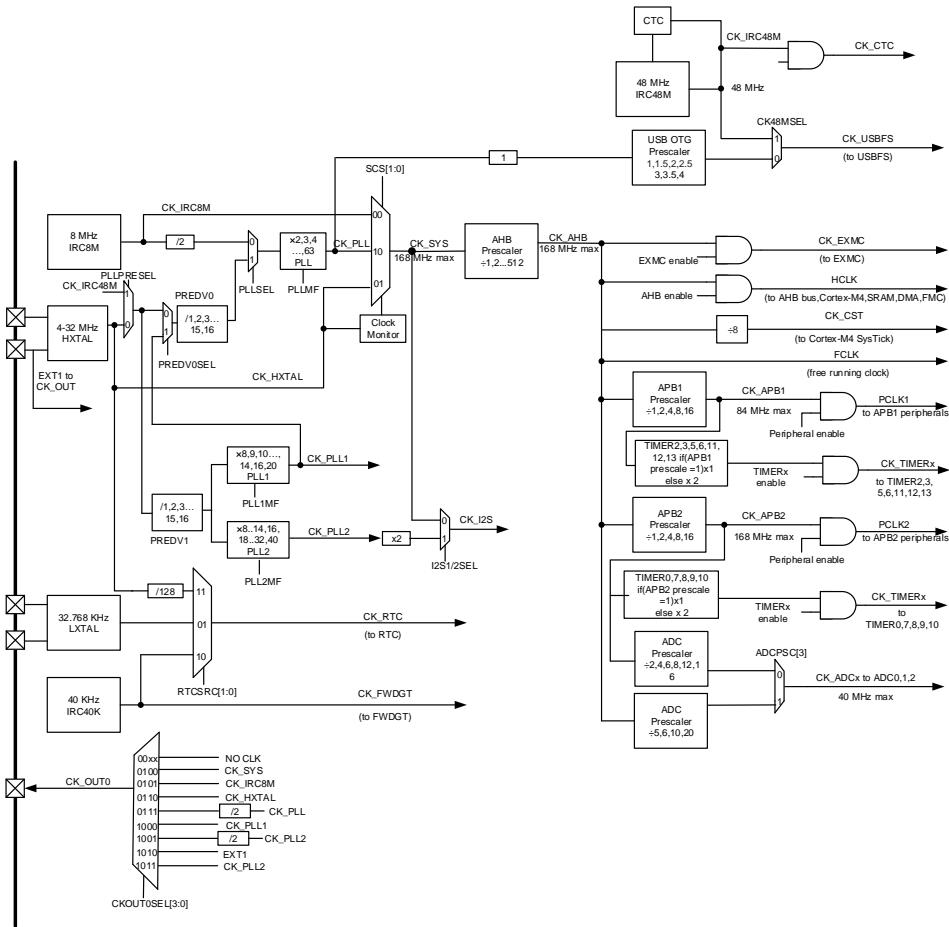 CTC
CK_IRC48M
CK_CTC
48 MHz
IRC48M
48 MHz
CK48MSEL
1
0
CK_USBFS
(to USBFS)
USB OTG
Prescaler
1,1.5,2,2.5
3,3.5,4
1
SCS[1:0]
CK_IRC8M
00
10
01
8 MHz
IRC8M
/2
0
1
PLLSEL
×2,3,4
…,63
PLL
PLLMF
CK_PLL
CK_SYS
168 MHz max
AHB
Prescaler
÷1,2...512
CK_AHB
168 MHz max
EXMC enable
CK_EXMC
(to EXMC)
AHB enable
HCLK
(to AHB bus,Cortex-M4,SRAM,DMA,FMC)
÷8
CK_CST
(to Cortex-M4 SysTick)
FCLK
(free running clock)
PLLPRESEL
CK_IRC48M
1
0
4-32 MHz
HXTAL
PREDV0
0
1
/1,2,3…
15,16
PREDV0SEL
Clock
Monitor
EXT1 to
CK_OUT
CK_HXTAL
APB1
Prescaler
÷1,2,4,8,16
CK_APB1
84 MHz max
Peripheral enable
PCLK1
to APB1 peripherals
TIMER2,3,5,6,11,
12,13 if(APB1
prescale =1)x1
else x 2
TIMERx
enable
CK_TIMERx
to TIMER2,3,
5,6,11,12,13
×8,9,10…,
14,16,20
PLL1
PLL1MF
CK_PLL1
/1,2,3…
15,16
PREDV1
×8..14,16,
18..32,40
PLL2
PLL2MF
CK_PLL2
x2
0
1
CK_I2S
I2S1/2SEL
APB2
Prescaler
÷1,2,4,8,16
CK_APB2
168 MHz max
Peripheral enable
PCLK2
to APB2 peripherals
TIMER0,7,8,9,10
if(APB2 prescale
=1)x1
else x 2
TIMERx
enable
CK_TIMERx
to
TIMER0,7,8,9,10
/128
11
01
10
32.768 KHz
LXTAL
CK_RTC
(to RTC)
RTCSRC[1:0]
40 KHz
IRC40K
CK_FWDGT
(to FWDGT)
ADC
Prescaler
÷2,4,6,8,12,1
6
ADCPSC[3]
0
1
CK_ADCx to ADC0,1,2
40 MHz max
ADC
Prescaler
÷5,6,10,20
CK_OUT0
00xx
NO CLK
0100
CK_SYS
0101
CK_IRC8M
0110
CK_HXTAL
0111
/2
CK_PLL
1000
CK_PLL1
1001
/2
CK_PLL2
1010
EXT1
1011
CK_PLL2
CKOUT0SEL[3:0]